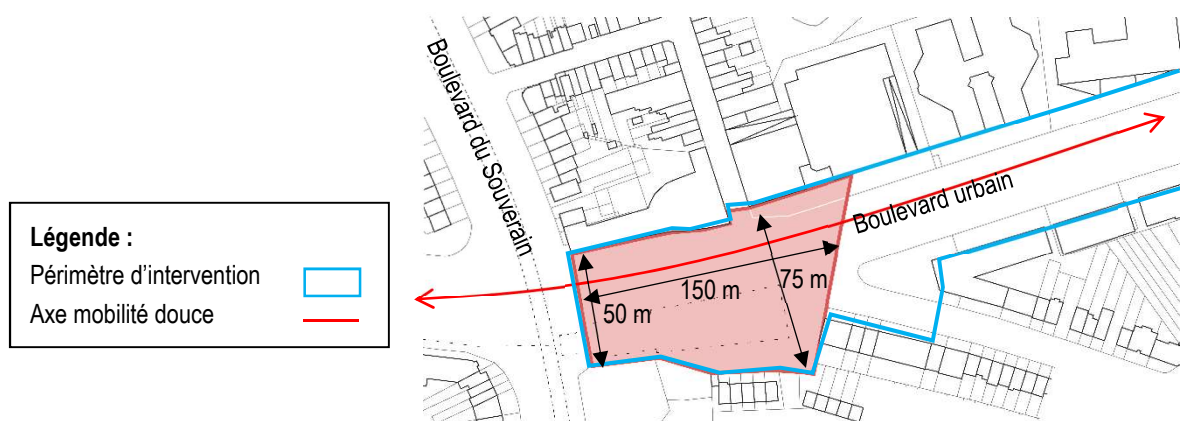 Légende :
Périmètre d’intervention
Axe mobilité douce
Boulevard du Souverain
Boulevard urbain
50 m
150 m
75 m